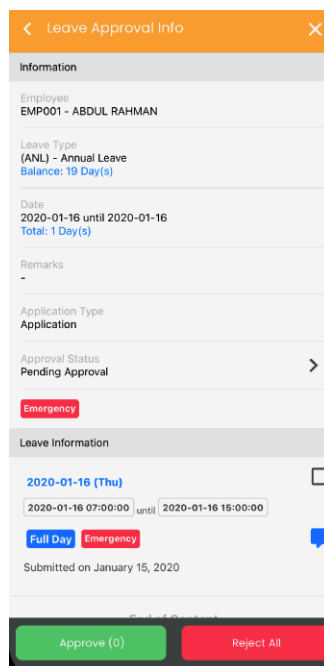 Leave Approval Info
Information
Employee
EMP001 - ABDUL RAHMAN
Leave Type
(ANL) - Annual Leave
Balance: 19 Day(s)
Date
2020-01-16 until 2020-01-16
Total: 1 Day(s)
Remarks
-
Application Type
Application
Approval Status
Pending Approval
Emergency
Leave Information
2020-01-16 (Thu)
2020-01-16 07:00:00 until 2020-01-16 15:00:00
Full Day Emergency
Submitted on January 15, 2020
End of Content
Approve (0) Reject All